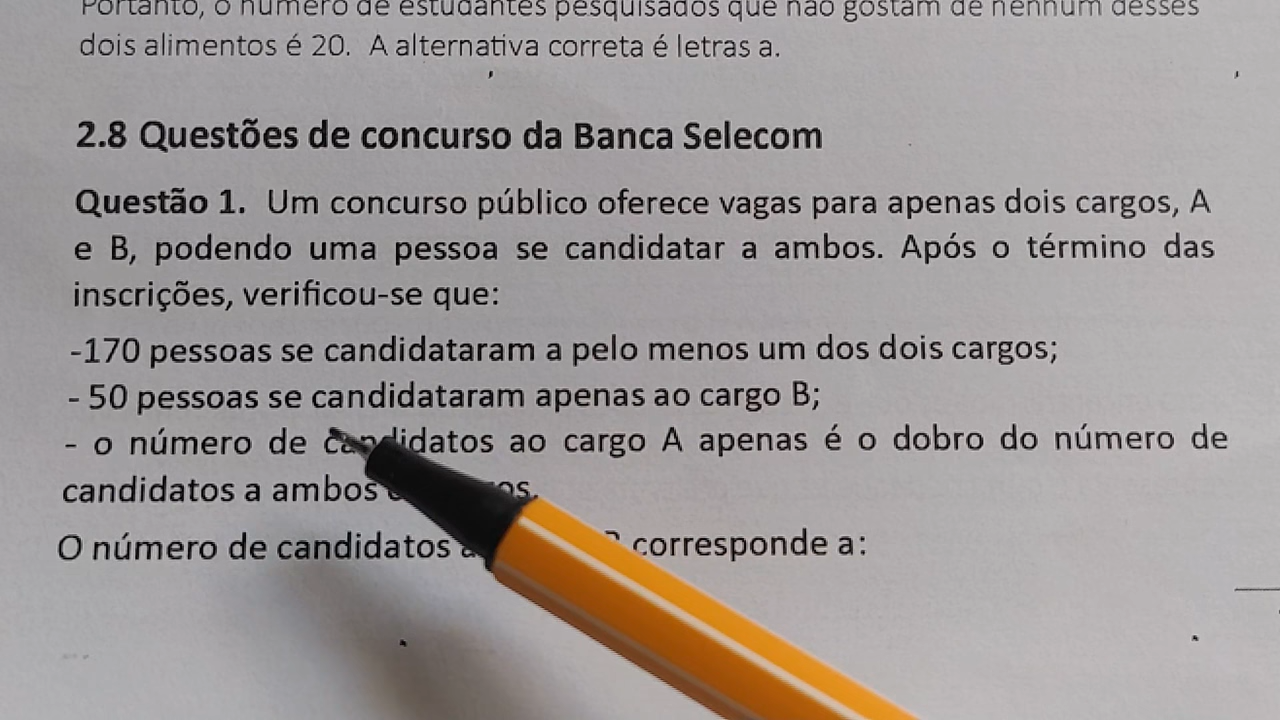 Portanto, o número de estudantes pesquisados que não gostam de nenhum desses
dois alimentos é 20. A alternativa correta é letras a.
2.8 Questões de concurso da Banca Selecom
Questão 1. Um concurso público oferece vagas para apenas dois cargos, A
e B, podendo uma pessoa se candidatar a ambos. Após o término das
inscrições, verificou-se que:
-170 pessoas se candidataram a pelo menos um dos dois cargos;
- 50 pessoas se candidataram apenas ao cargo B;
- o número de candidatos ao cargo A apenas é o dobro do número de
candidatos a ambos
O número de candidatos corresponde a: